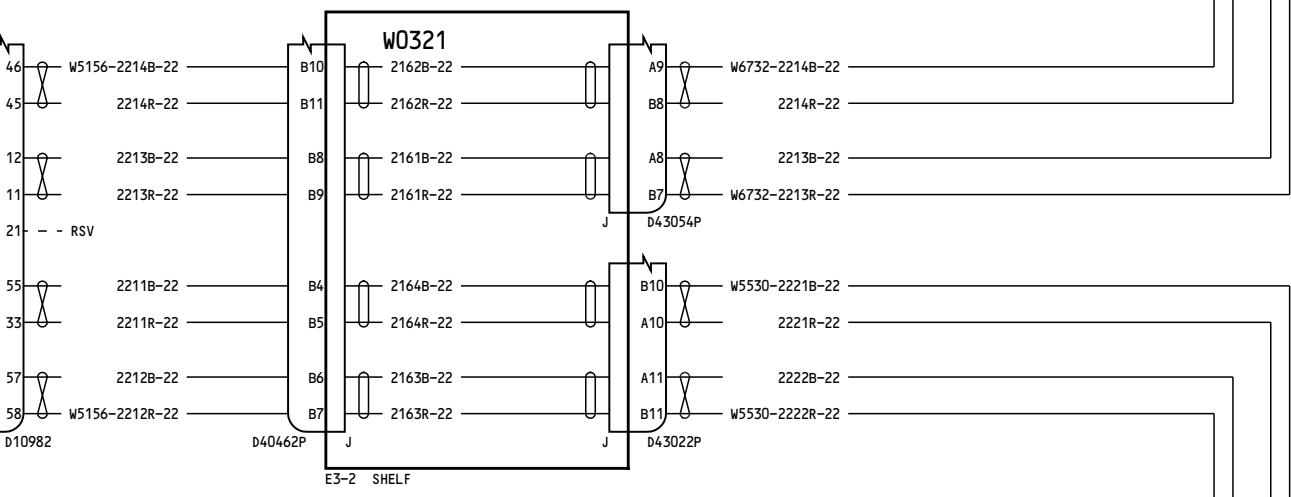 W0321
46 W5156-2214B-22 B10 2162B-22 A9 W6732-2214B-22
45 2214R-22 B11 2162R-22 B8 2214R-22
12 2213B-22 B8 2161B-22 A8 2213B-22
11 2213R-22 B9 2161R-22 B7 W6732-2213R-22
J D43054P
21 RSV
55 2211B-22 B4 2164B-22 B10 W5530-2221B-22
33 2211R-22 B5 2164R-22 A10 2221R-22
57 2212B-22 B6 2163B-22 A11 2222B-22
58 W5156-2212R-22 B7 2163R-22 B11 W5530-2222R-22
D10982 D40462P J J D43022P
E3-2 SHELF